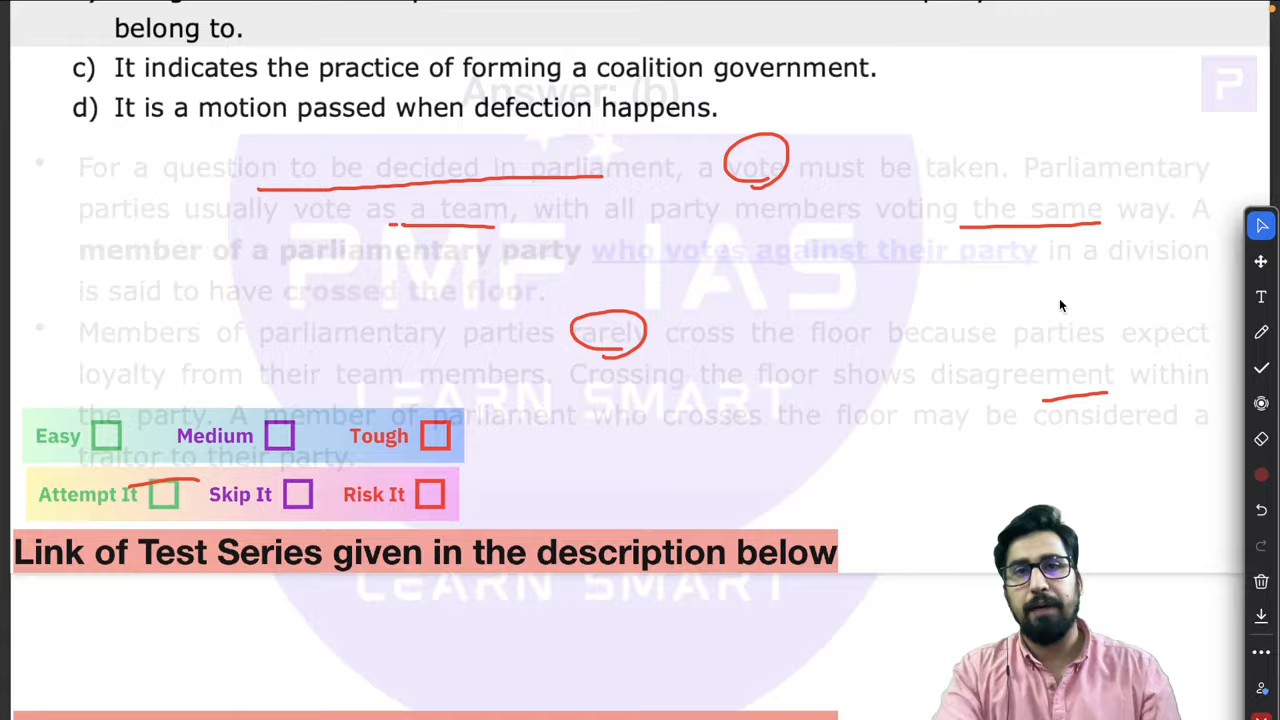 belong to.
c) It indicates the practice of forming a coalition government.
d) It is a motion passed when defection happens.
Answer: (b)
P
• For a question to be decided in parliament, a vote must be taken. Parliamentary
parties usually vote as a team, with all party members voting the same way. A
member of a parliamentary party who votes against their party in a division
is said to have crossed the floor.
• Members of parliamentary parties rarely cross the floor because parties expect
loyalty from their team members. Crossing the floor shows disagreement within
the party. A member of parliament who crosses the floor may be considered a
traitor to their party.
PMF IAS
LEARN SMART
Easy Medium Tough
Attempt It Skip It Risk It
Link of Test Series given in the description below
LEARN SMART
T